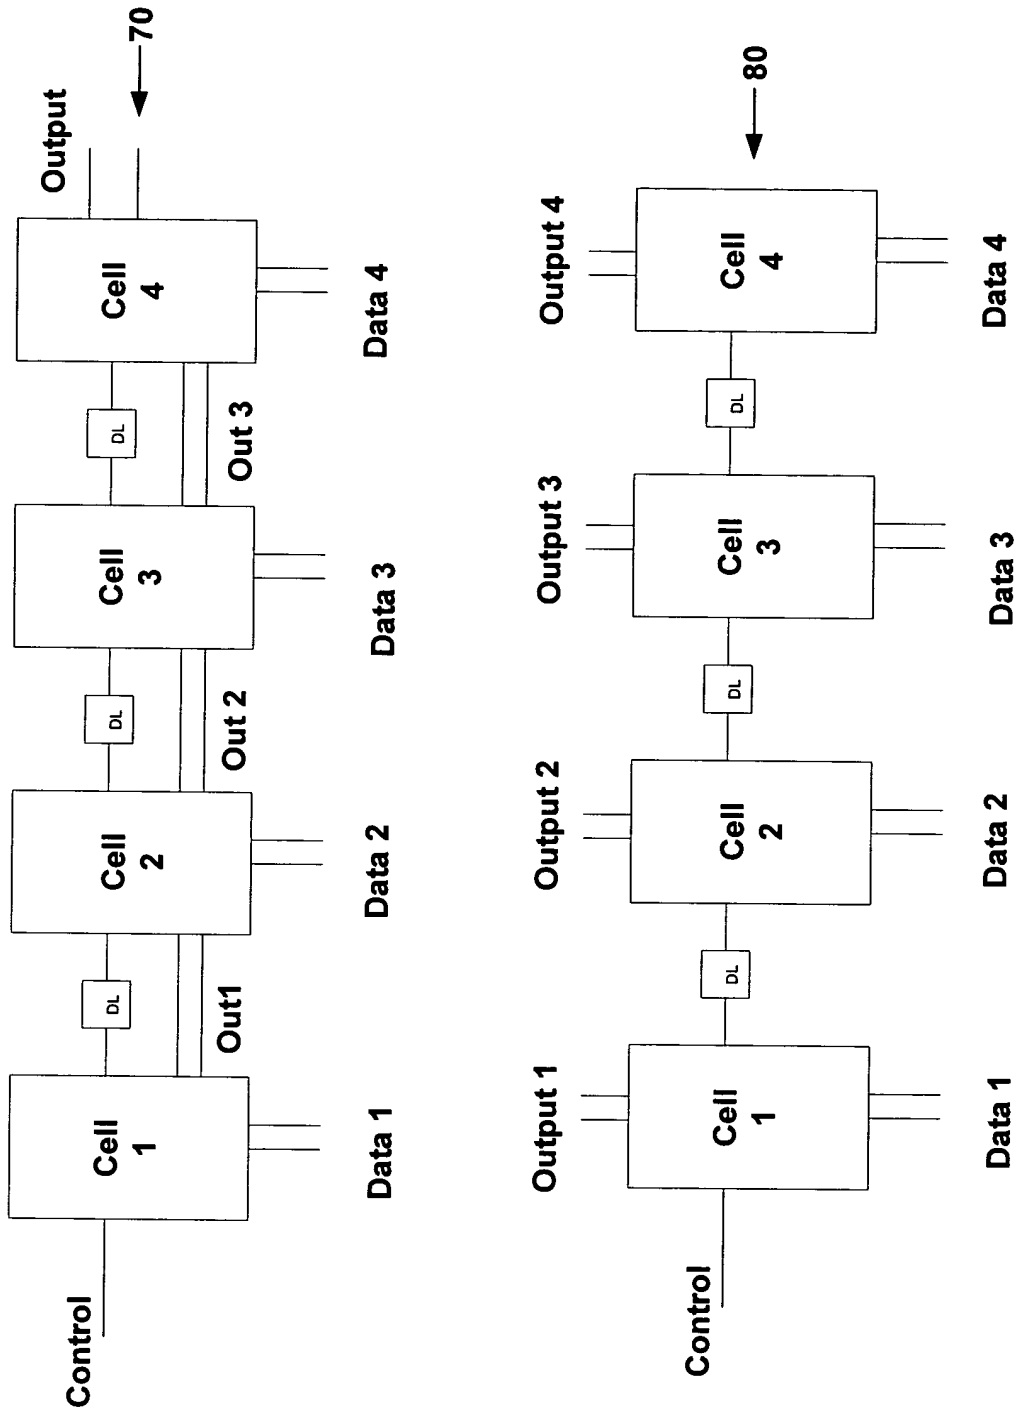 Output
70
Cell
1
DL
Cell
2
DL
Cell
3
DL
Cell
4
Control
Out1
Out 2
Out 3
Data 1
Data 2
Data 3
Data 4
80
Output 1
Output 2
Output 3
Output 4
Cell
1
DL
Cell
2
DL
Cell
3
DL
Cell
4
Control
Data 1
Data 2
Data 3
Data 4